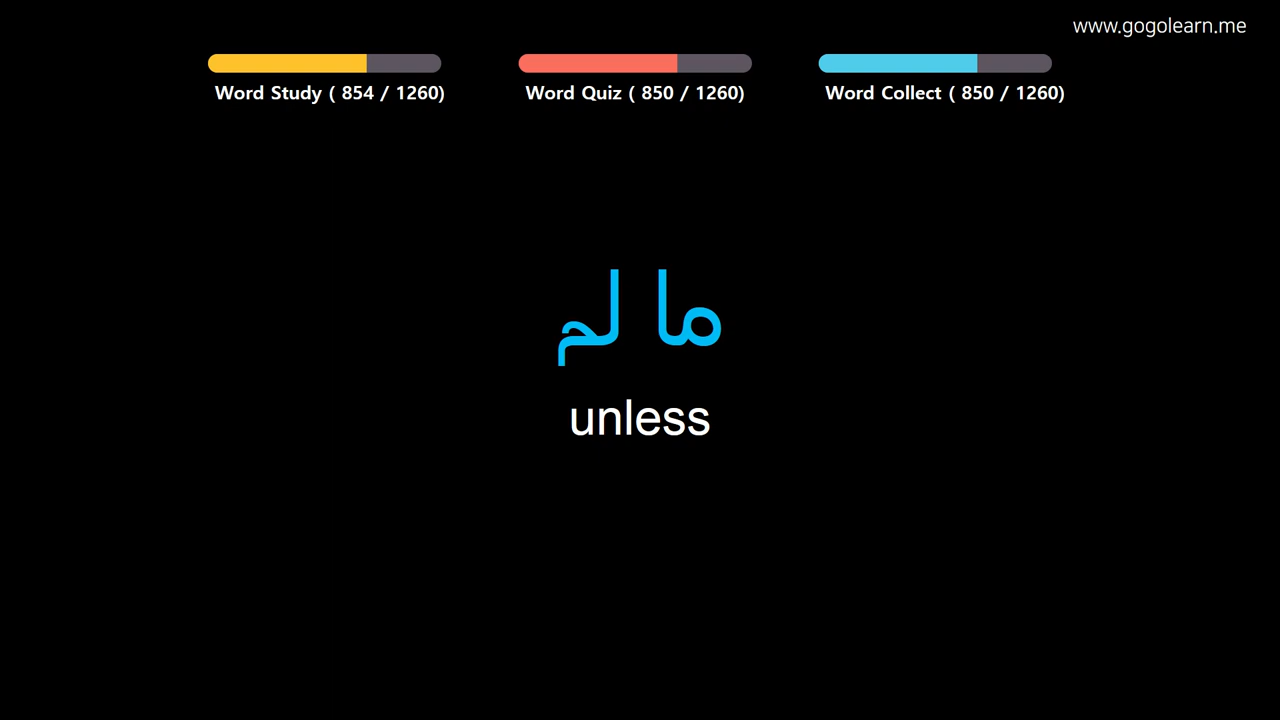 www.gogolearn.me
Word Study ( 854 / 1260)
Word Quiz ( 850 / 1260)
Word Collect ( 850 / 1260)
ما لم
unless